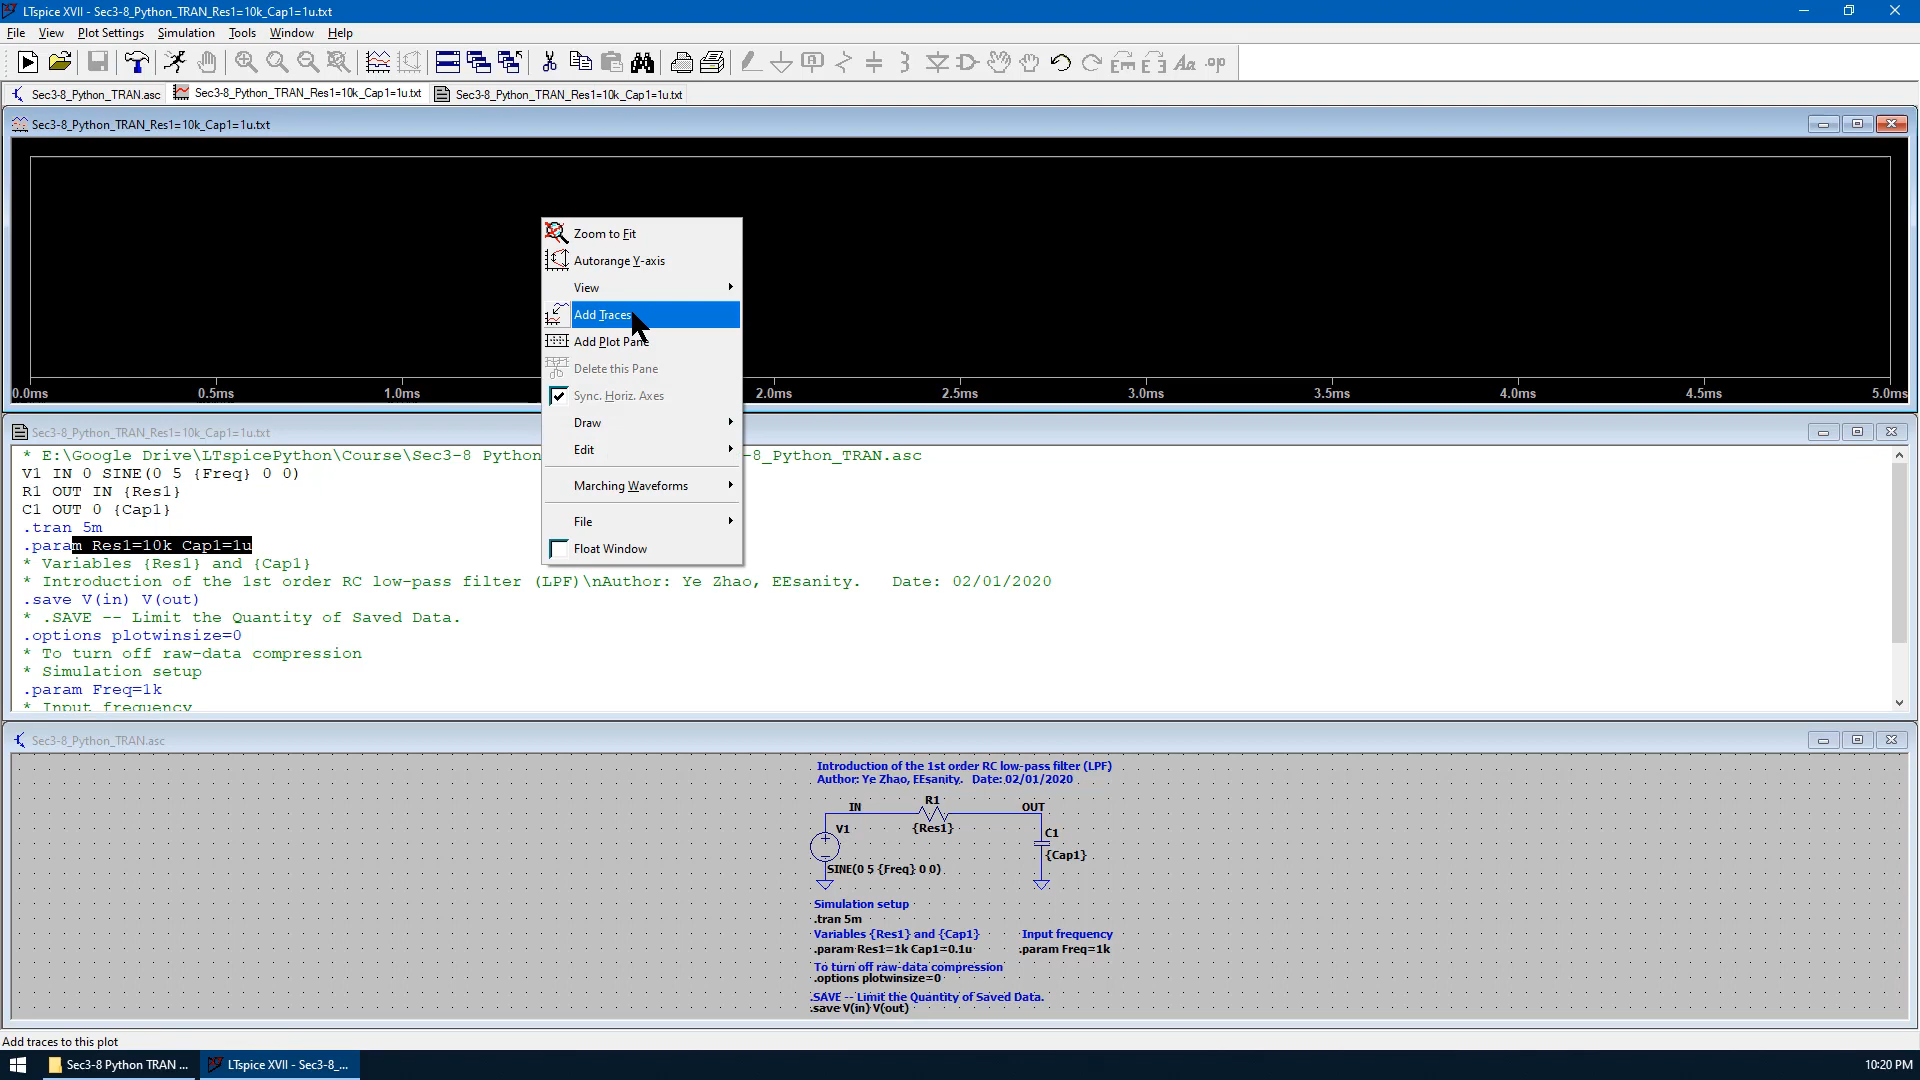 LTspice XVII - Sec3-8_Python_TRAN_Res1=10k_Cap1=1u.txt
File View Plot Settings Simulation Tools Window Help
Sec3-8_Python_TRAN.asc Sec3-8_Python_TRAN_Res1=10k_Cap1=1u.txt Sec3-8_Python_TRAN_Res1=10k_Cap1=1u.txt
Sec3-8_Python_TRAN_Res1=10k_Cap1=1u.txt
Zoom to Fit
Autorange Y-axis
View
Add Traces
Add Plot Pane
Delete this Pane
Sync. Horiz. Axes
Draw
Edit
Marching Waveforms
File
Float Window
0.0ms 0.5ms 1.0ms 2.0ms 2.5ms 3.0ms 3.5ms 4.0ms 4.5ms 5.0ms
Sec3-8_Python_TRAN_Res1=10k_Cap1=1u.txt
* E:\Google Drive\LTspicePython\Course\Sec3-8 Python -8_Python_TRAN.asc
V1 IN 0 SINE(0 5 {Freq} 0 0)
R1 OUT IN {Res1}
C1 OUT 0 {Cap1}
.tran 5m
.param Res1=10k Cap1=1u
* Variables {Res1} and {Cap1}
* Introduction of the 1st order RC low-pass filter (LPF)\nAuthor: Ye Zhao, EEsanity.   Date: 02/01/2020
.save V(in) V(out)
* .SAVE -- Limit the Quantity of Saved Data.
.options plotwinsize=0
* To turn off raw-data compression
* Simulation setup
.param Freq=1k
* Input frequency
Sec3-8_Python_TRAN.asc
Introduction of the 1st order RC low-pass filter (LPF)
Author: Ye Zhao, EEsanity.   Date: 02/01/2020
IN R1 OUT
V1 {Res1} C1
{Cap1}
SINE(0 5 {Freq} 0 0)
Simulation setup
.tran 5m
Variables {Res1} and {Cap1} Input frequency
.param Res1=1k Cap1=0.1u .param Freq=1k
To turn off raw-data compression
.options plotwinsize=0
.SAVE -- Limit the Quantity of Saved Data.
.save V(in) V(out)
Add traces to this plot
Sec3-8 Python TRAN ... LTspice XVII - Sec3-8_... 10:20 PM